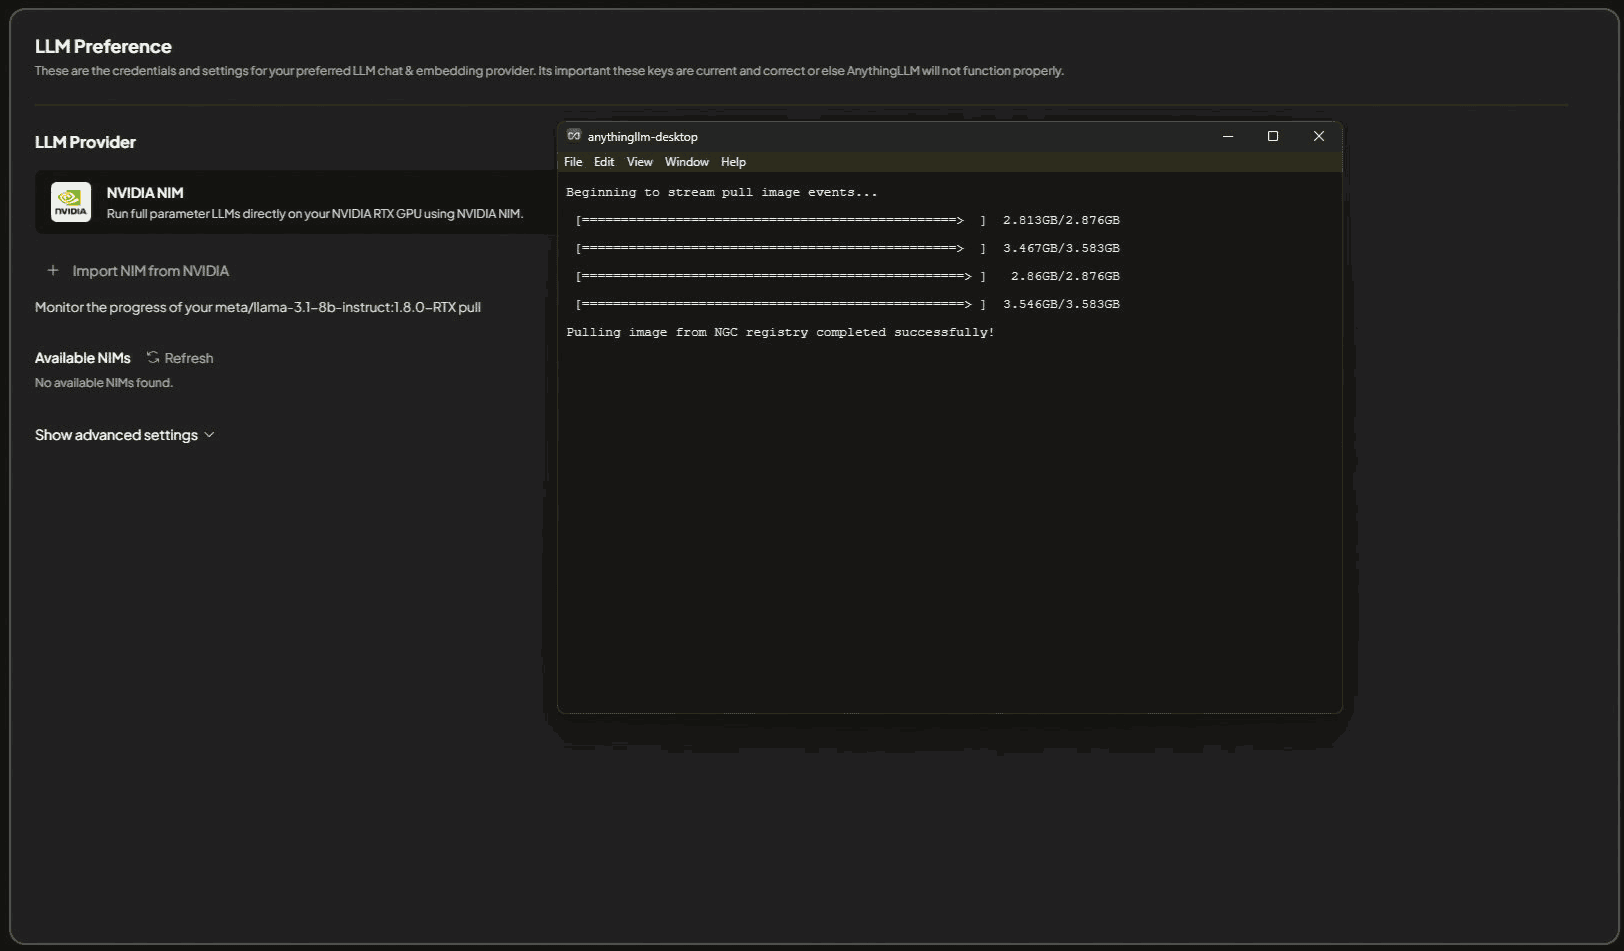 LLM Preference
These are the credentials and settings for your preferred LLM chat & embedding provider. Its important these keys are current and correct or else AnythingLLM will not function properly.
LLM Provider
NVIDIA
NVIDIA NIM
Run full parameter LLMs directly on your NVIDIA RTX GPU using NVIDIA NIM.
+ Import NIM from NVIDIA
Monitor the progress of your meta/llama-3.1-8b-instruct:1.8.0-RTX pull
Available NIMs Refresh
No available NIMs found.
Show advanced settings
anythingllm-desktop
File Edit View Window Help
Beginning to stream pull image events...
[================================================>  ]  2.813GB/2.876GB
[================================================>  ]  3.467GB/3.583GB
[=================================================> ]   2.86GB/2.876GB
[=================================================> ]  3.546GB/3.583GB
Pulling image from NGC registry completed successfully!